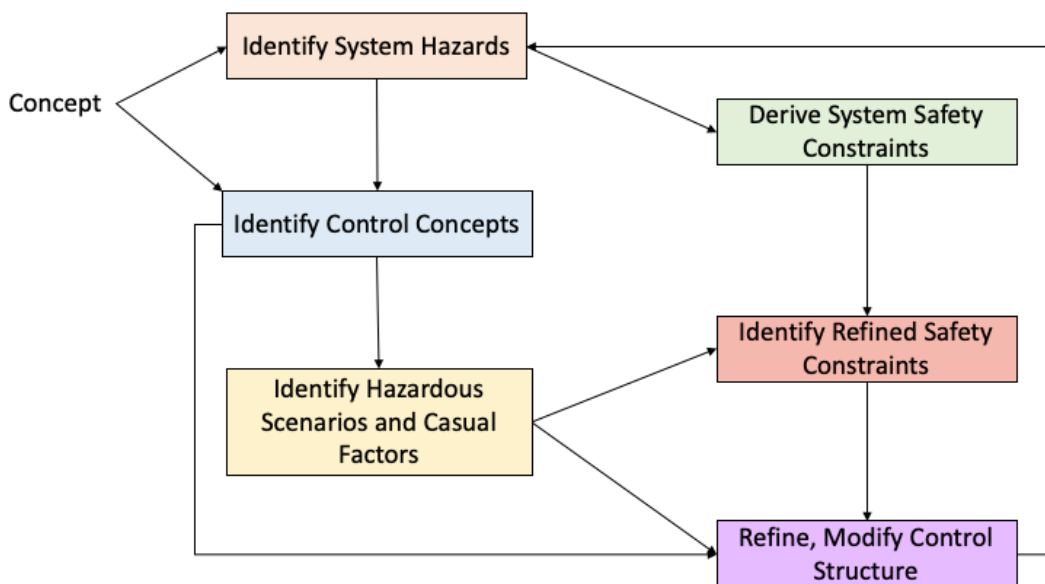 Identify System Hazards
Concept
Derive System Safety
Constraints
Identify Control Concepts
Identify Refined Safety
Constraints
Identify Hazardous
Scenarios and Casual
Factors
Refine, Modify Control
Structure